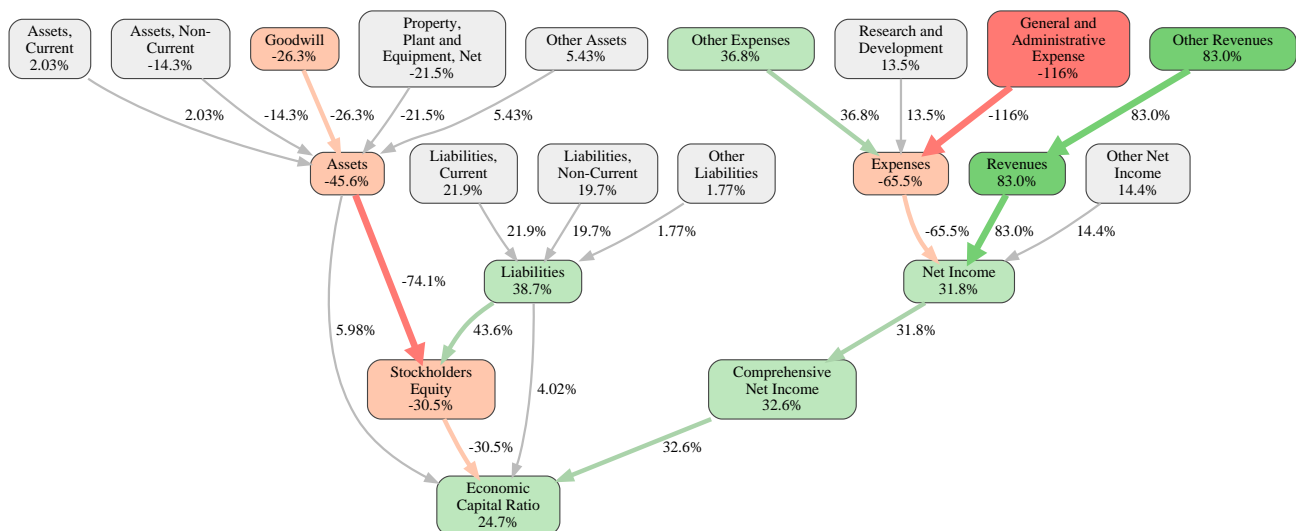 Assets,
Current
2.03%
Assets, Non-
Current
-14.3%
Goodwill
-26.3%
Property,
Plant and
Equipment, Net
-21.5%
Other Assets
5.43%
Other Expenses
36.8%
Research and
Development
13.5%
General and
Administrative
Expense
-116%
Other Revenues
83.0%
2.03%
-14.3%
-26.3%
-21.5%
5.43%
36.8%
13.5%
-116%
83.0%
Assets
-45.6%
Liabilities,
Current
21.9%
Liabilities,
Non-Current
19.7%
Other
Liabilities
1.77%
Expenses
-65.5%
Revenues
83.0%
Other Net
Income
14.4%
21.9%
19.7%
1.77%
-65.5%
83.0%
14.4%
Liabilities
38.7%
Net Income
31.8%
-74.1%
5.98%
43.6%
31.8%
Stockholders
Equity
-30.5%
4.02%
Comprehensive
Net Income
32.6%
-30.5%
32.6%
Economic
Capital Ratio
24.7%